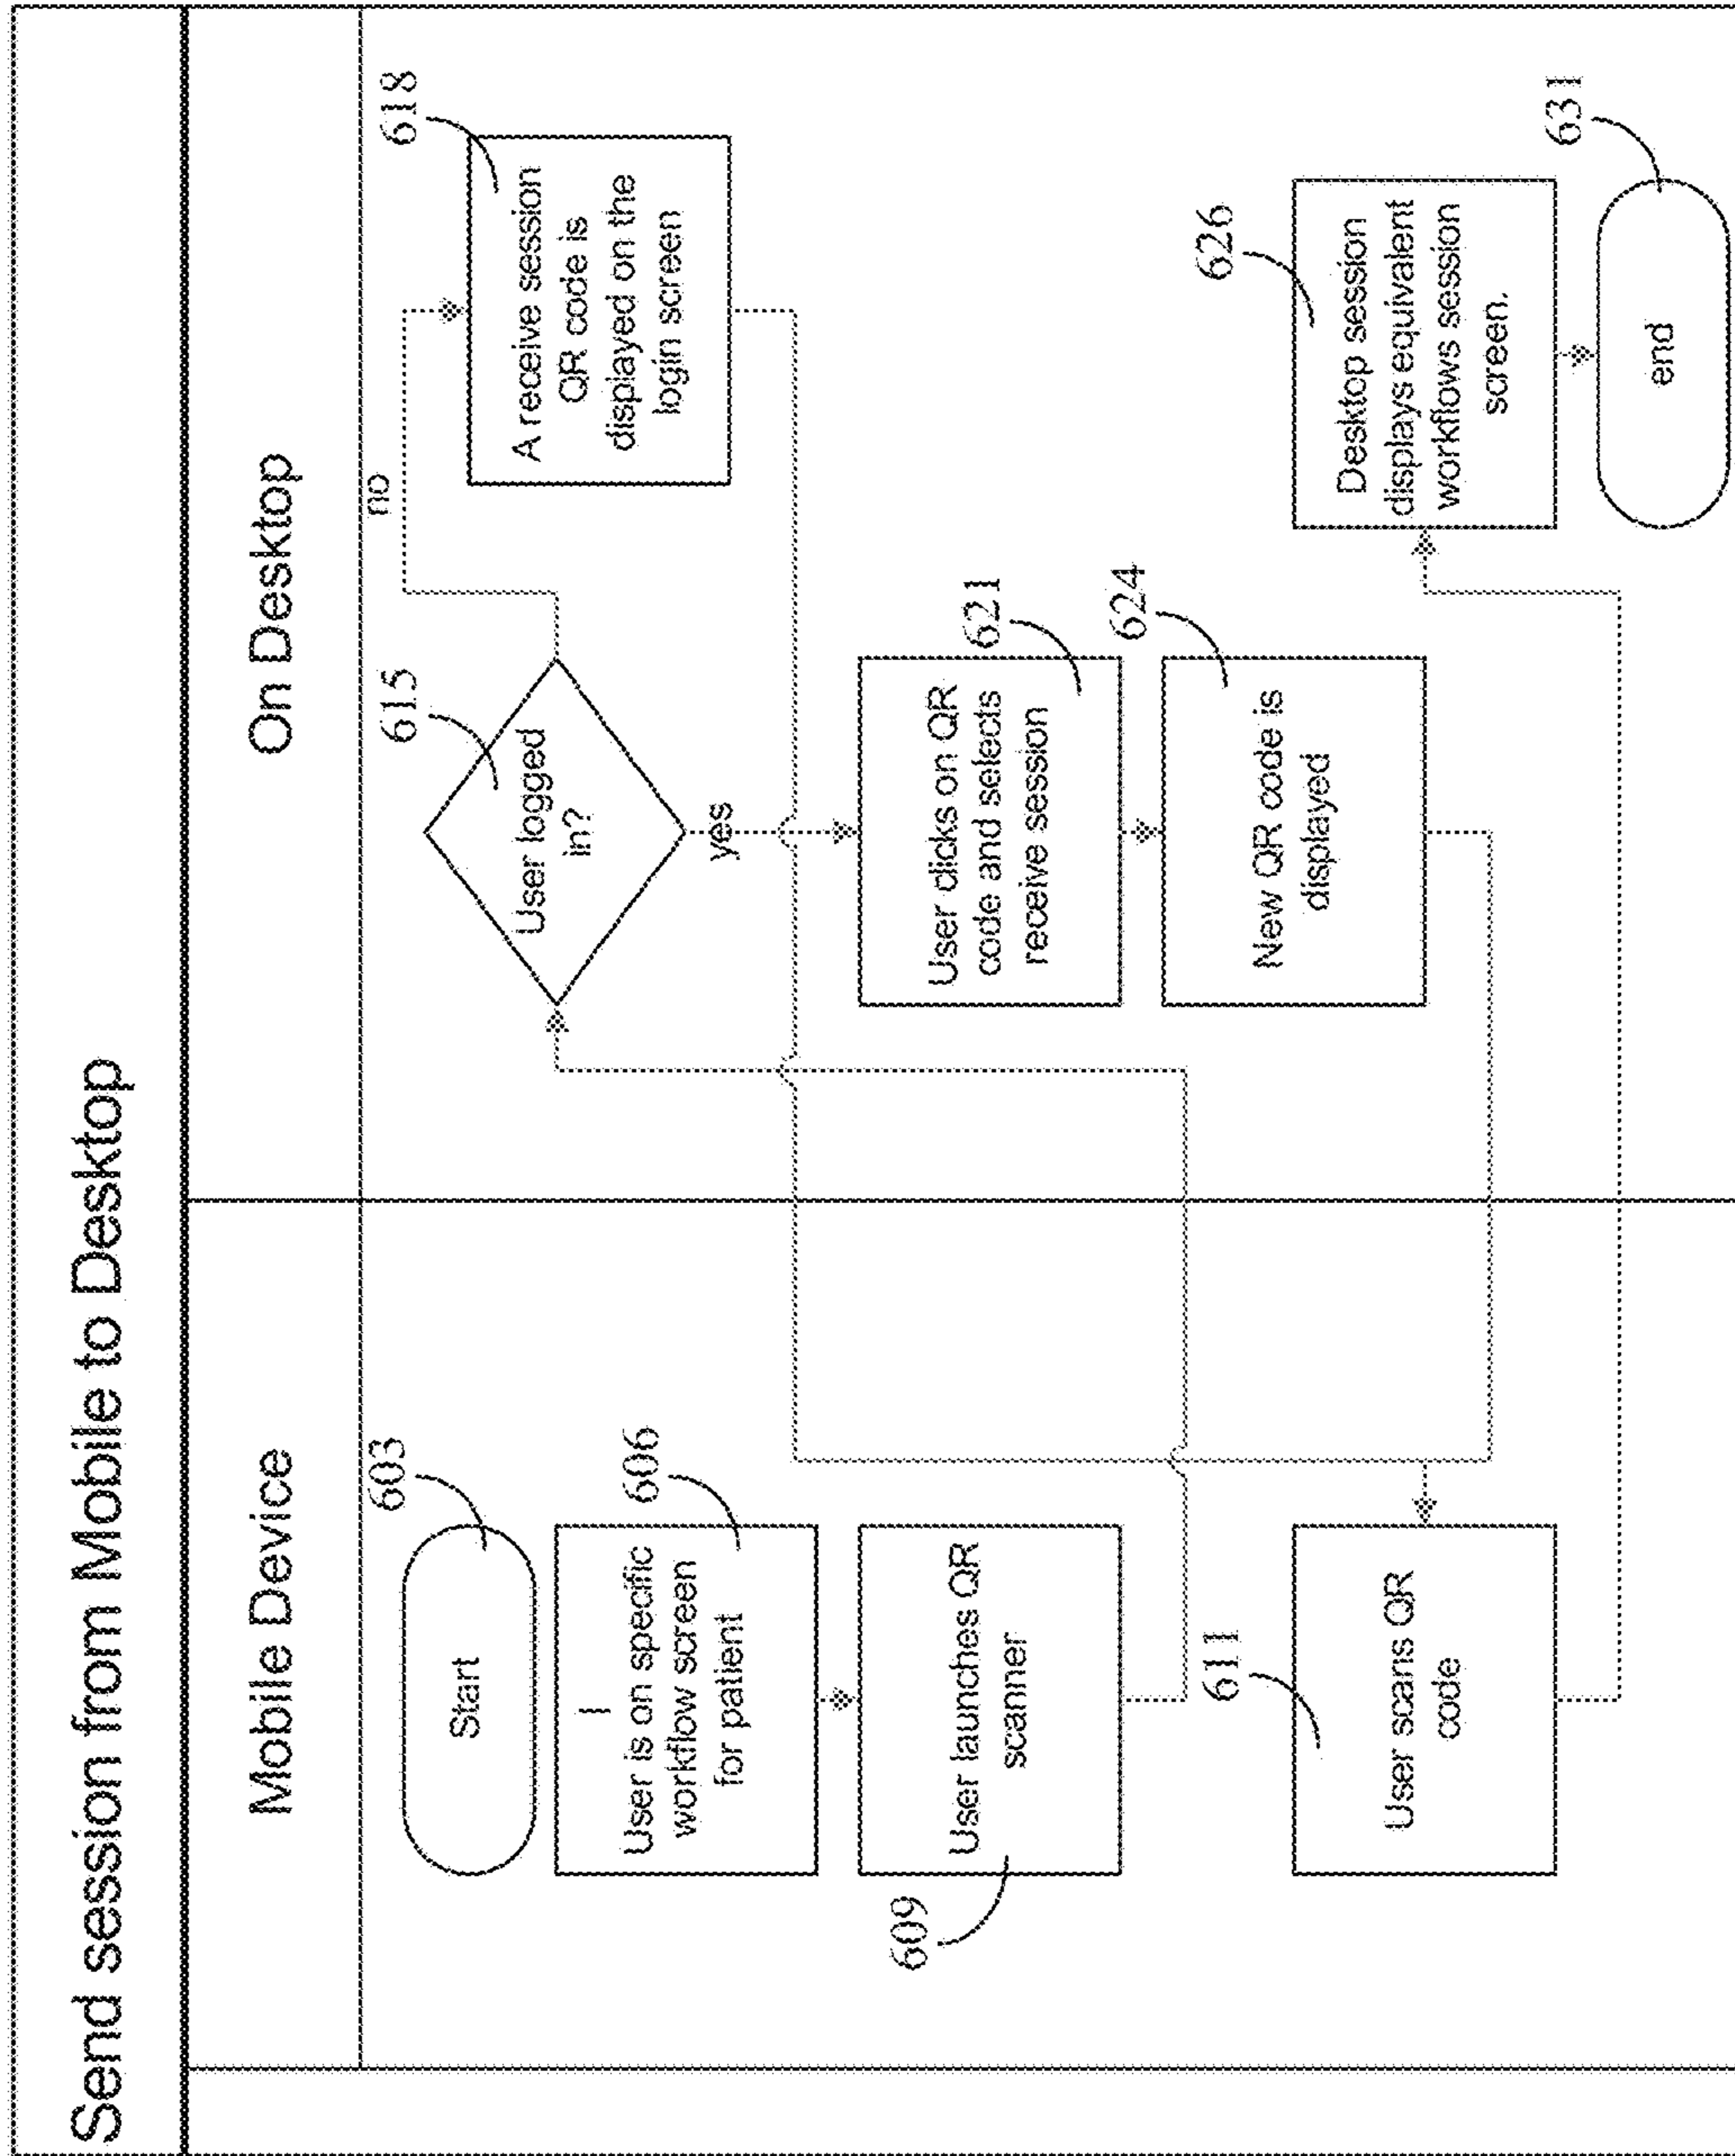 Send session from Mobile to Desktop
Mobile Device
On Desktop
603
Start
606
User is on specific
workflow screen
for patient
609
User launches QR
scanner
611
User scans QR
code
615
User logged
in?
no
yes
618
A receive session
QR code is
displayed on the
login screen
621
User clicks on QR
code and selects
receive session
624
New QR code is
displayed
626
Desktop session
displays equivalent
workflows session
screen.
631
end